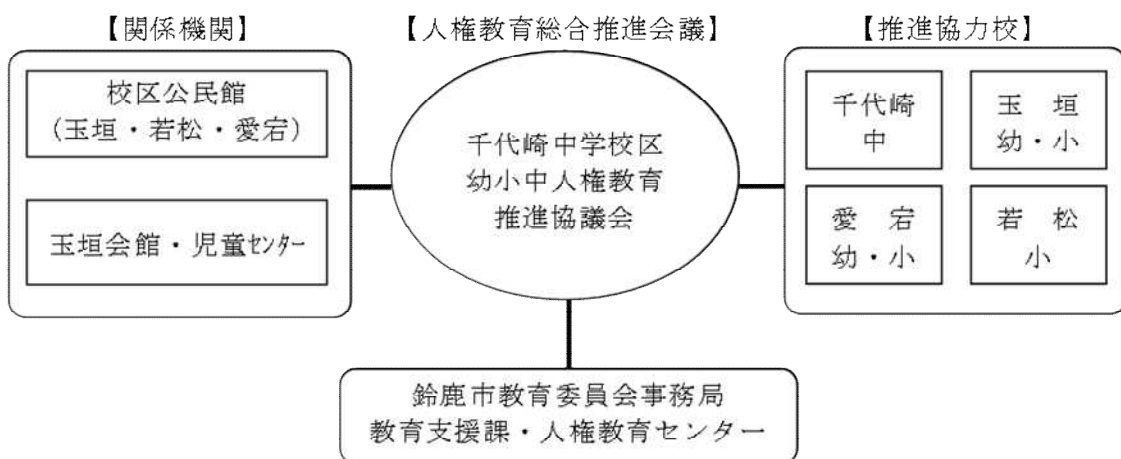 【関係機関】
校区公民館
(玉垣・若松・愛宕)
玉垣会館・児童センター
【人権教育総合推進会議】
千代崎中学校区
幼小中人権教育
推進協議会
【推進協力校】
千代崎
中
玉　垣
幼・小
愛　宕
幼・小
若　松
小
鈴鹿市教育委員会事務局
教育支援課・人権教育センター